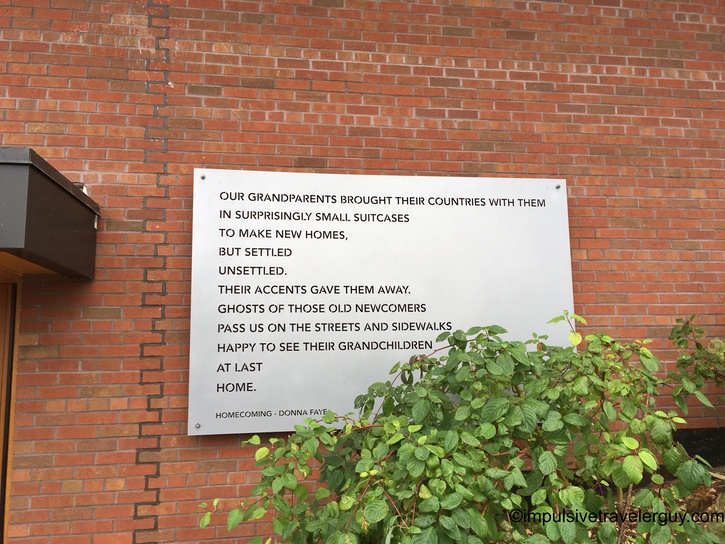 OUR GRANDPARENTS BROUGHT THEIR COUNTRIES WITH THEM
IN SURPRISINGLY SMALL SUITCASES
TO MAKE NEW HOMES,
BUT SETTLED
UNSETTLED.
THEIR ACCENTS GAVE THEM AWAY.
GHOSTS OF THOSE OLD NEWCOMERS
PASS US ON THE STREETS AND SIDEWALKS
HAPPY TO SEE THEIR GRANDCHILDREN
AT LAST
HOME.
HOMECOMING - DONNA FAYE
©impulsivetravelerguy.com